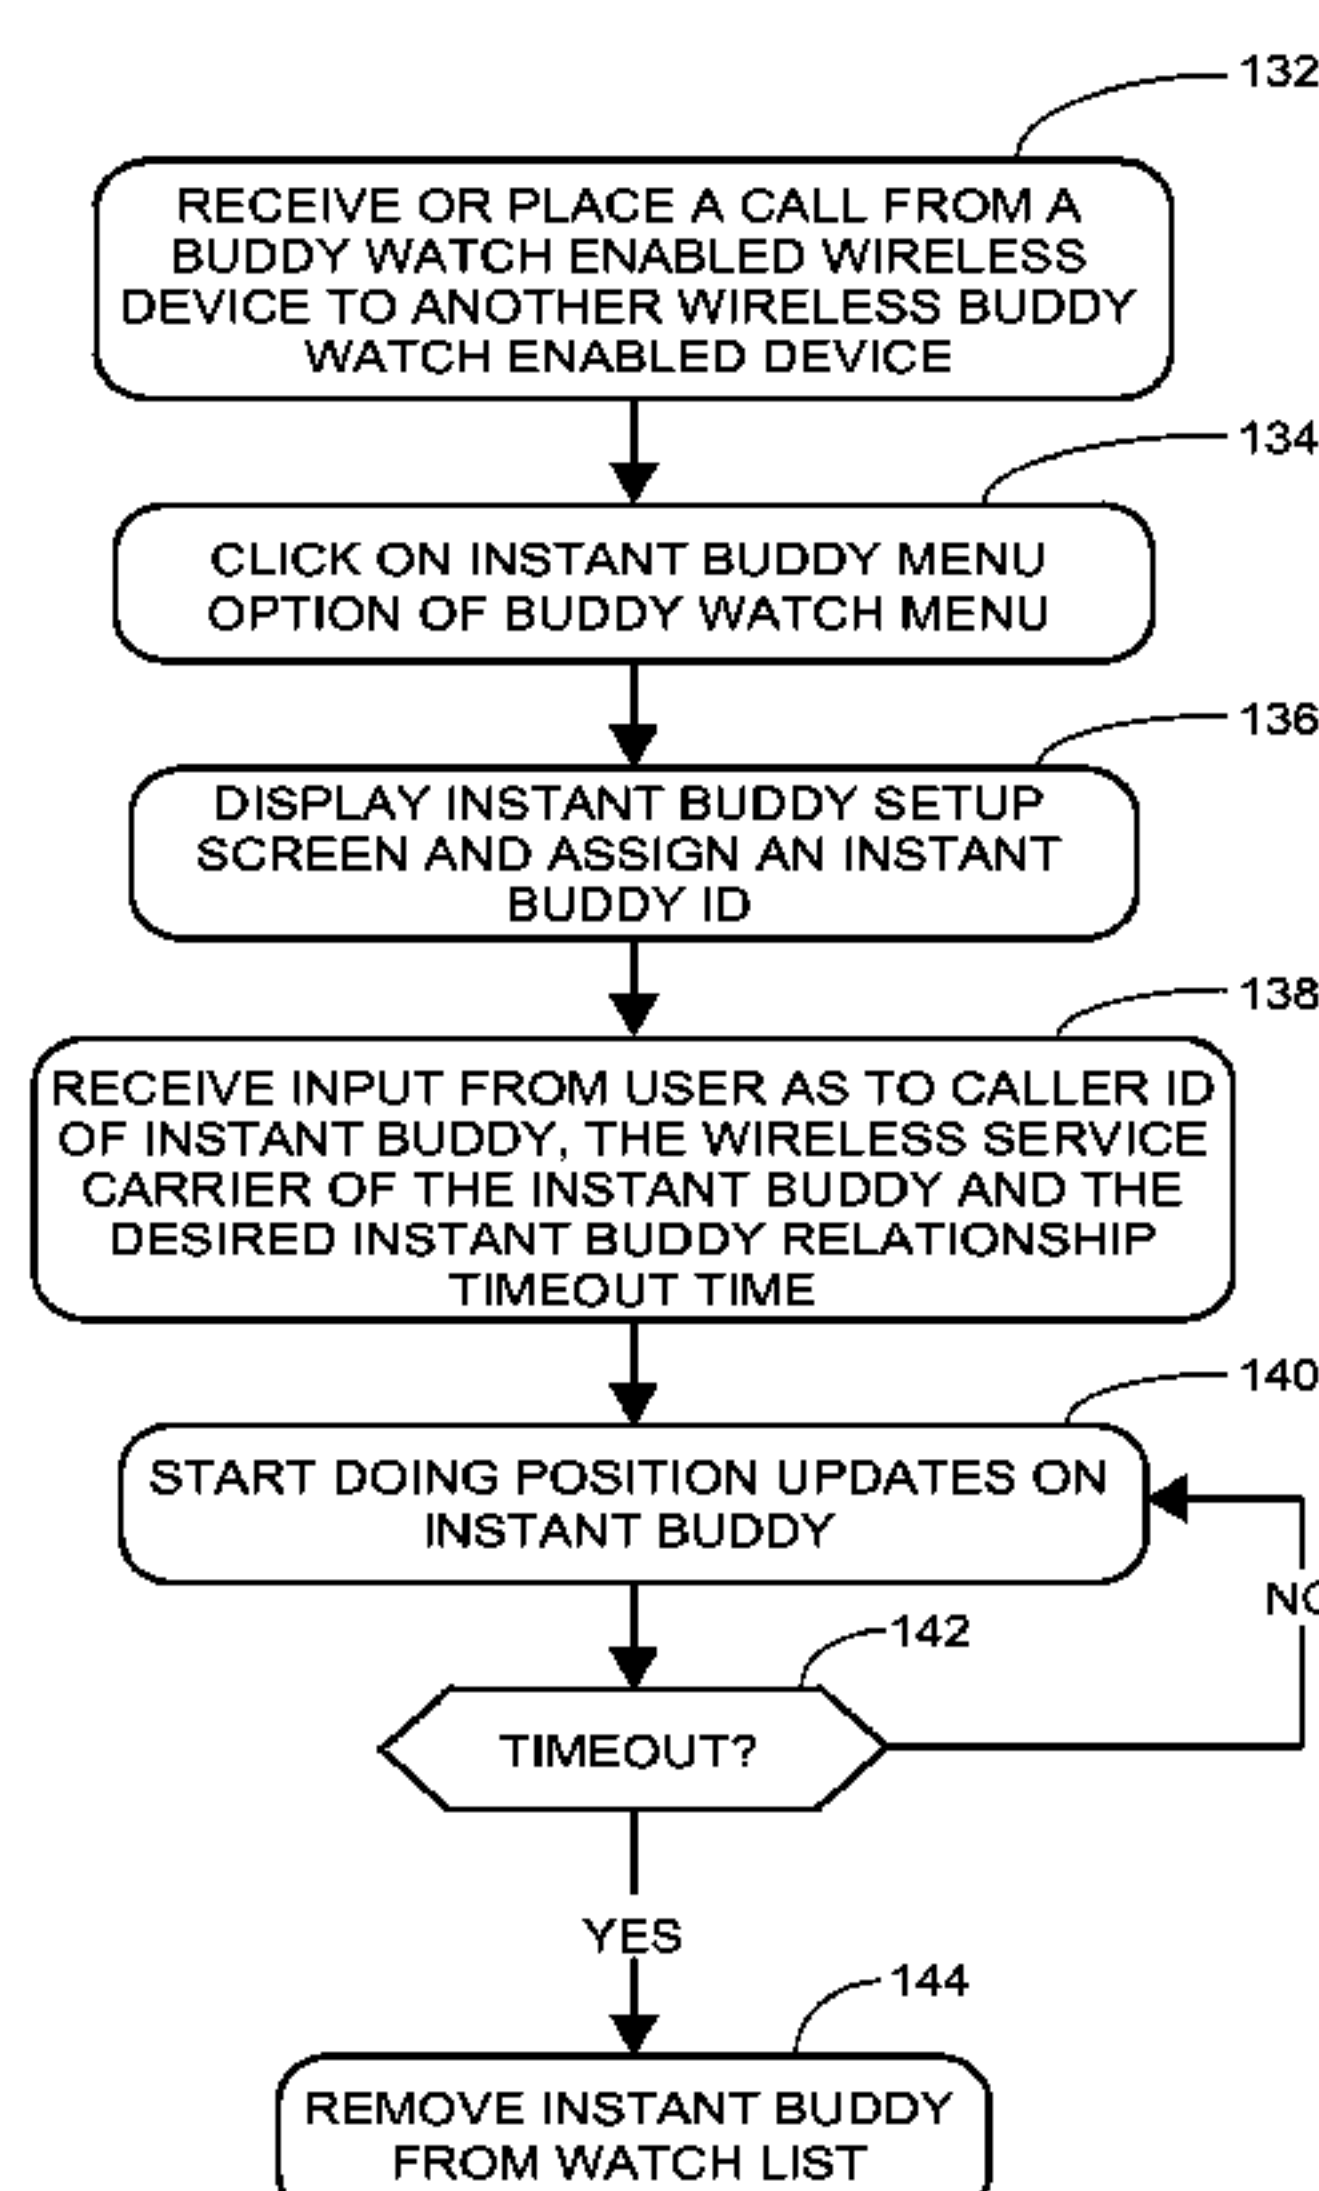 132
RECEIVE OR PLACE A CALL FROM A
BUDDY WATCH ENABLED WIRELESS
DEVICE TO ANOTHER WIRELESS BUDDY
WATCH ENABLED DEVICE
134
CLICK ON INSTANT BUDDY MENU
OPTION OF BUDDY WATCH MENU
136
DISPLAY INSTANT BUDDY SETUP
SCREEN AND ASSIGN AN INSTANT
BUDDY ID
138
RECEIVE INPUT FROM USER AS TO CALLER ID
OF INSTANT BUDDY, THE WIRELESS SERVICE
CARRIER OF THE INSTANT BUDDY AND THE
DESIRED INSTANT BUDDY RELATIONSHIP
TIMEOUT TIME
140
START DOING POSITION UPDATES ON
INSTANT BUDDY
NO
142
TIMEOUT?
YES
144
REMOVE INSTANT BUDDY
FROM WATCH LIST